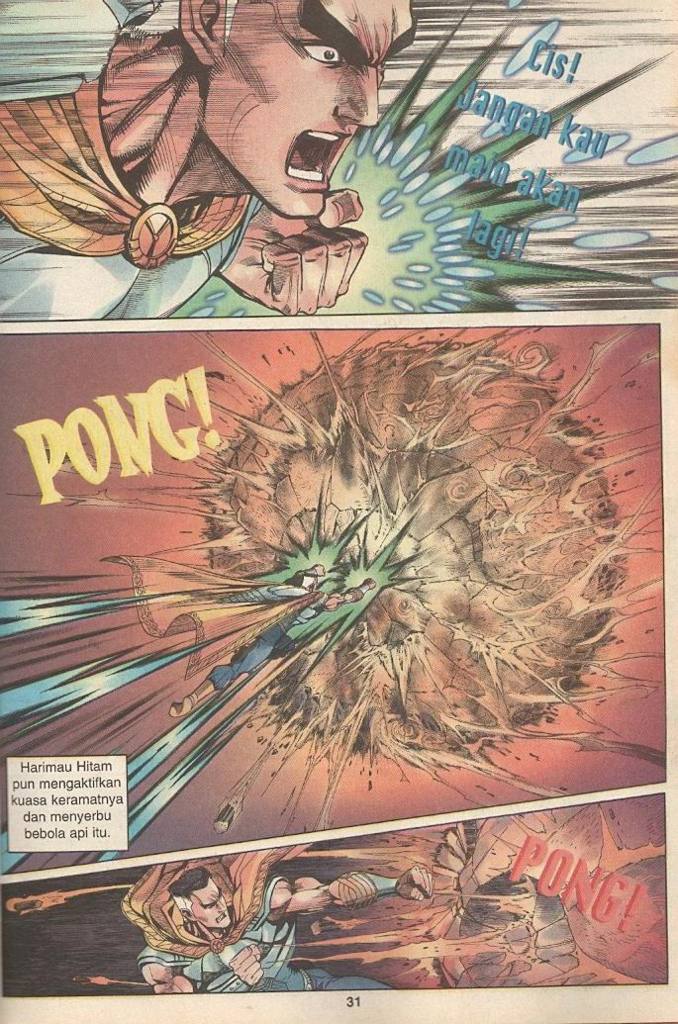 Cis!
Jangan kau
main akan
lagi!
PONG!
Harimau Hitam
pun mengaktifkan
kuasa keramatnya
dan menyerbu
bebola api itu.
PONG!
31